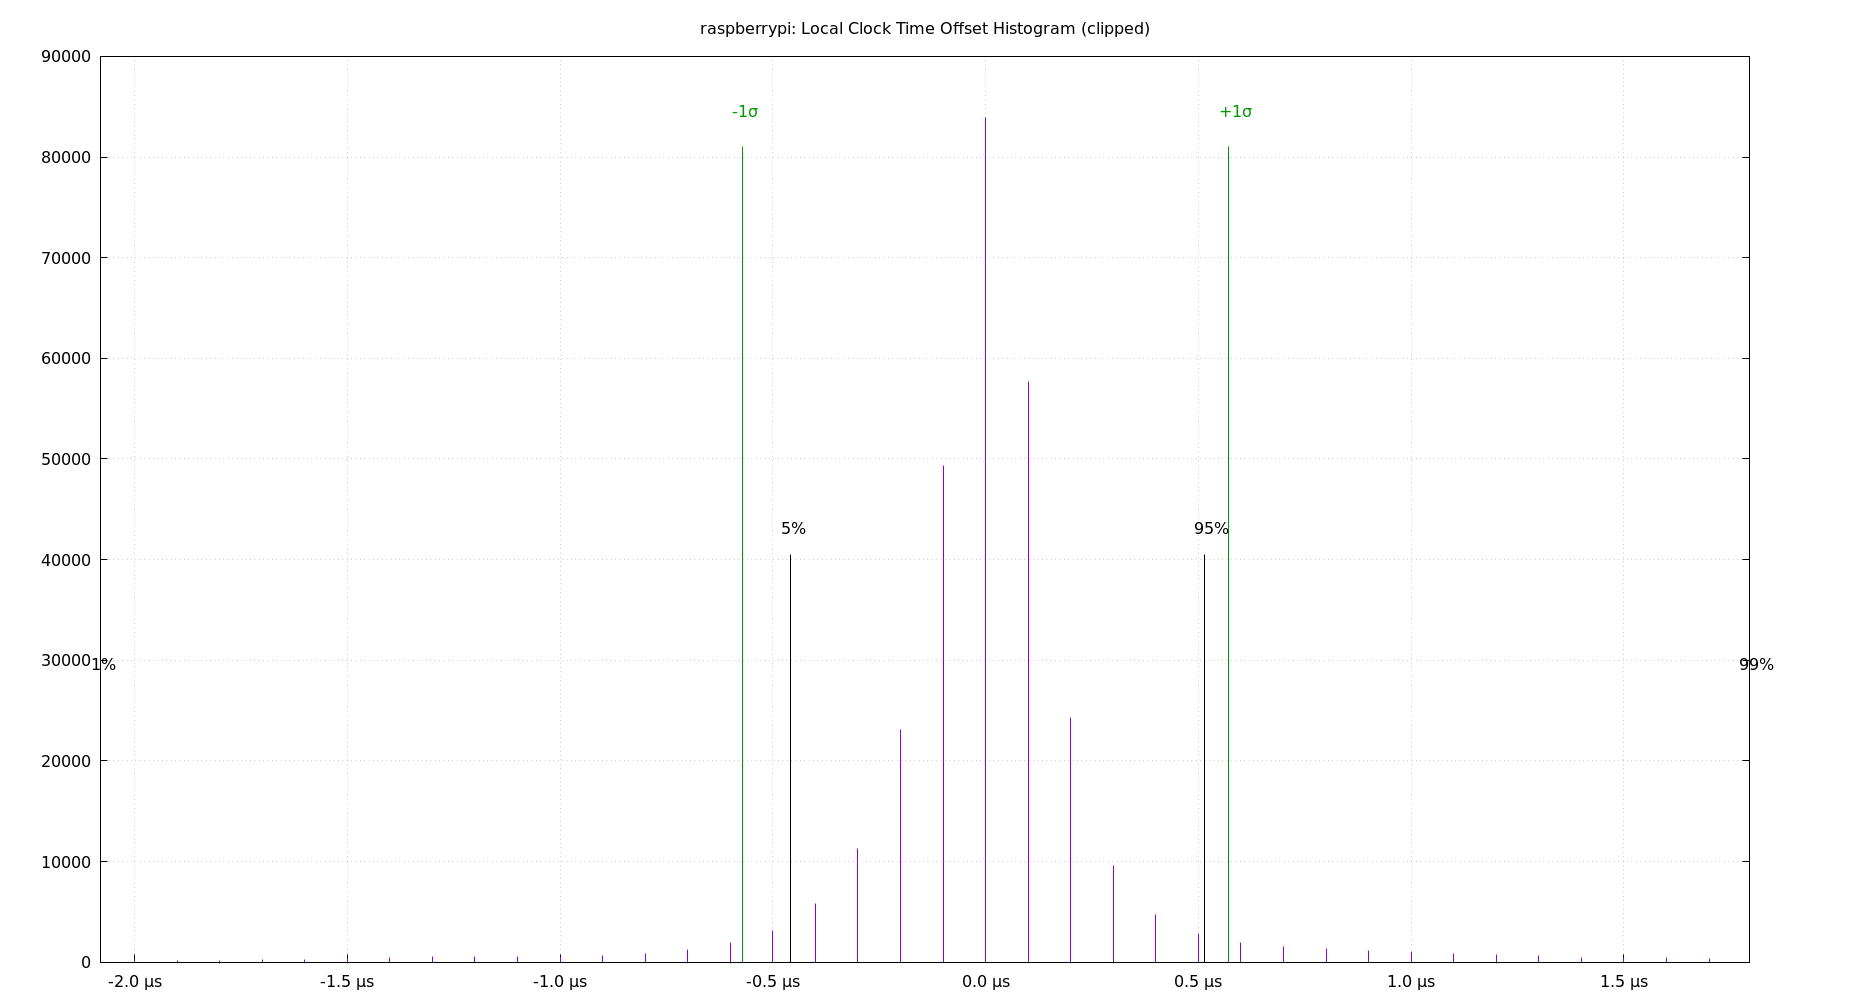 raspberrypi: Local Clock Time Offset Histogram (clipped)
90000
-1σ
+1σ
80000
70000
60000
50000
5%
95%
40000
30000
1%
99%
20000
10000
0
-2.0 µs
-1.5 µs
-1.0 µs
-0.5 µs
0.0 µs
0.5 µs
1.0 µs
1.5 µs